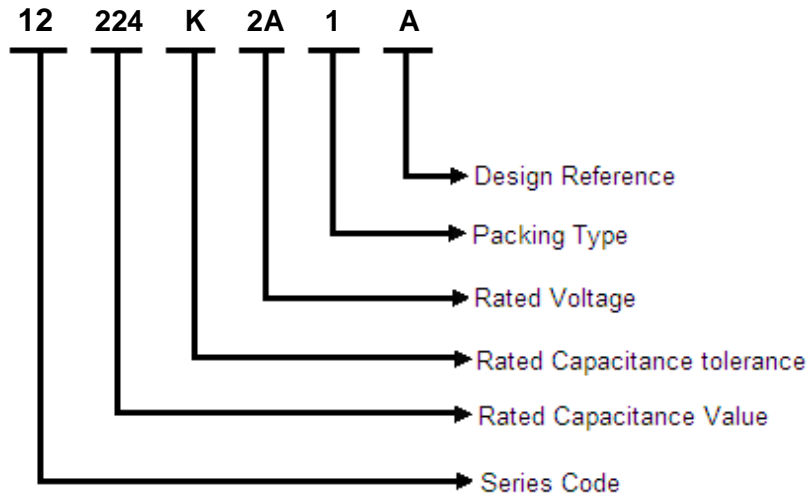 12 224 K 2A 1 A
Design Reference
Packing Type
Rated Voltage
Rated Capacitance tolerance
Rated Capacitance Value
Series Code